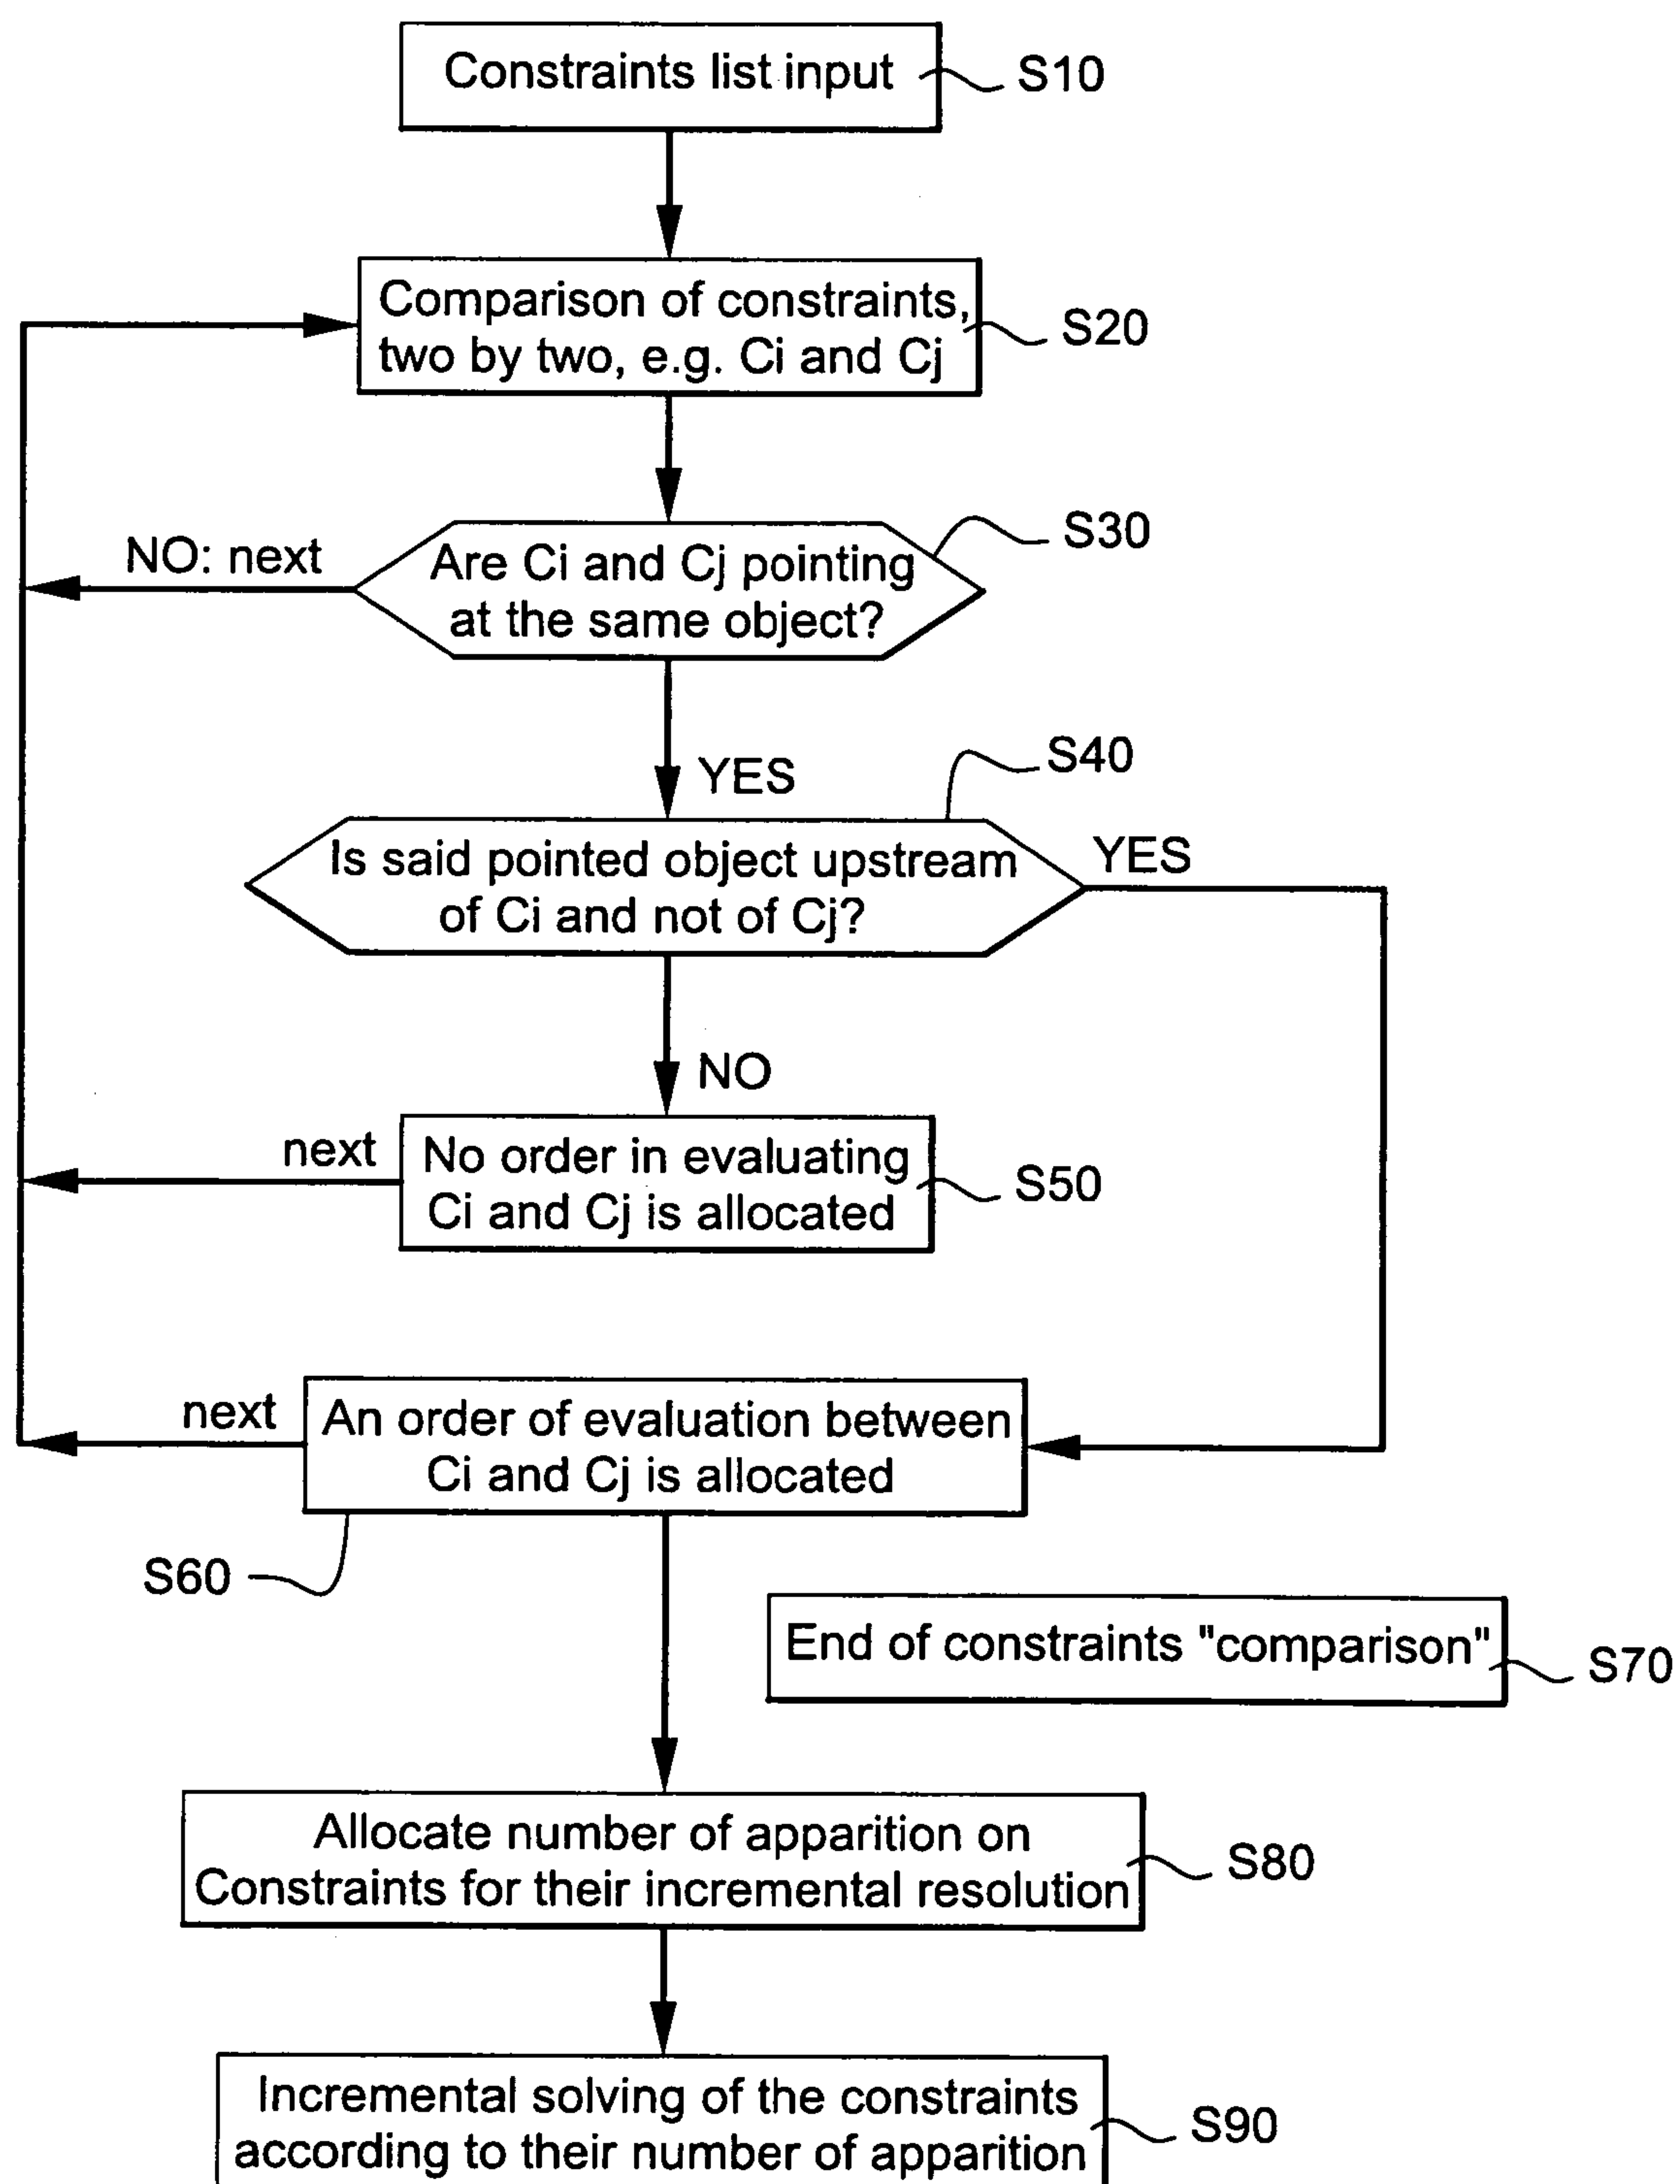 Constraints list input
S10
Comparison of constraints,
two by two, e.g. Ci and Cj
S20
NO: next
Are Ci and Cj pointing
at the same object?
S30
YES
S40
Is said pointed object upstream
of Ci and not of Cj?
YES
NO
next
No order in evaluating
Ci and Cj is allocated
S50
next
An order of evaluation between
Ci and Cj is allocated
S60
End of constraints "comparison"
S70
Allocate number of apparition on
Constraints for their incremental resolution
S80
Incremental solving of the constraints
according to their number of apparition
S90